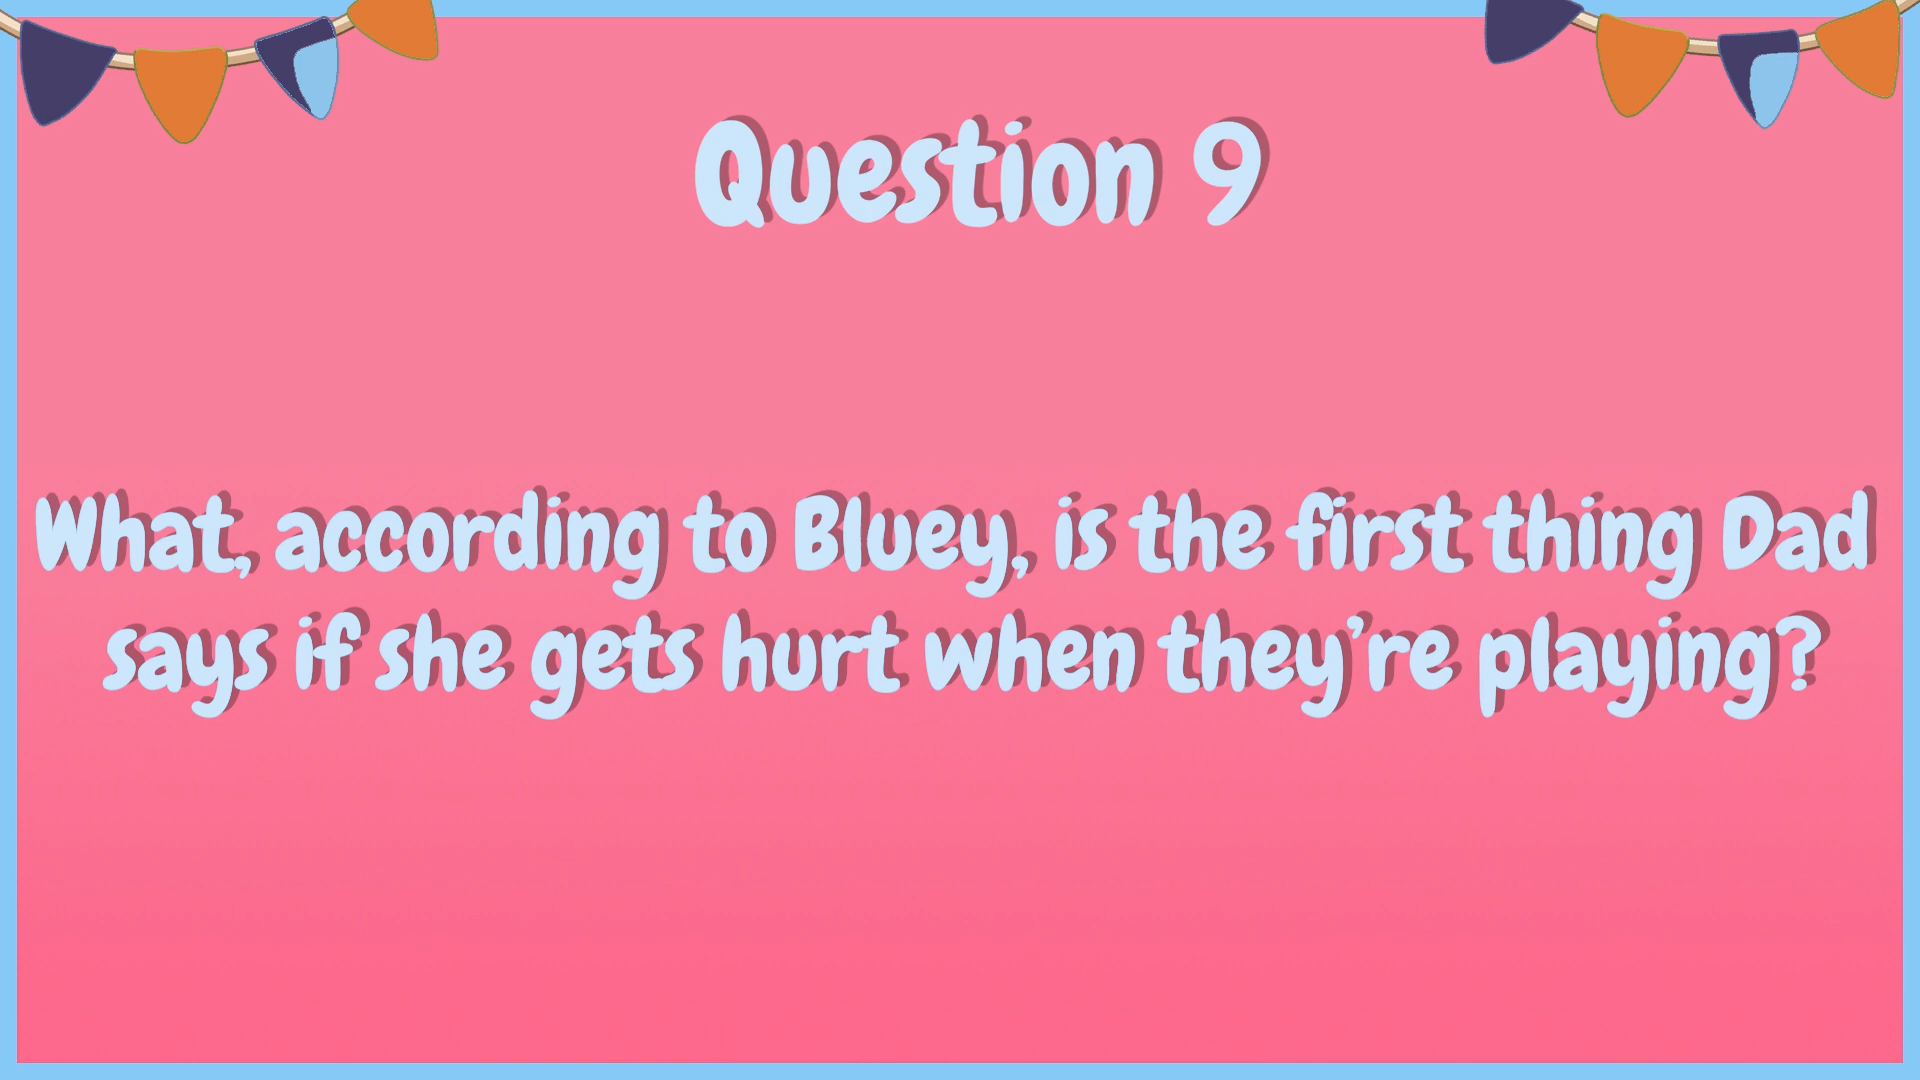 Question 9
What, according to Bluey, is the first thing Dad
says if she gets hurt when they’re playing?